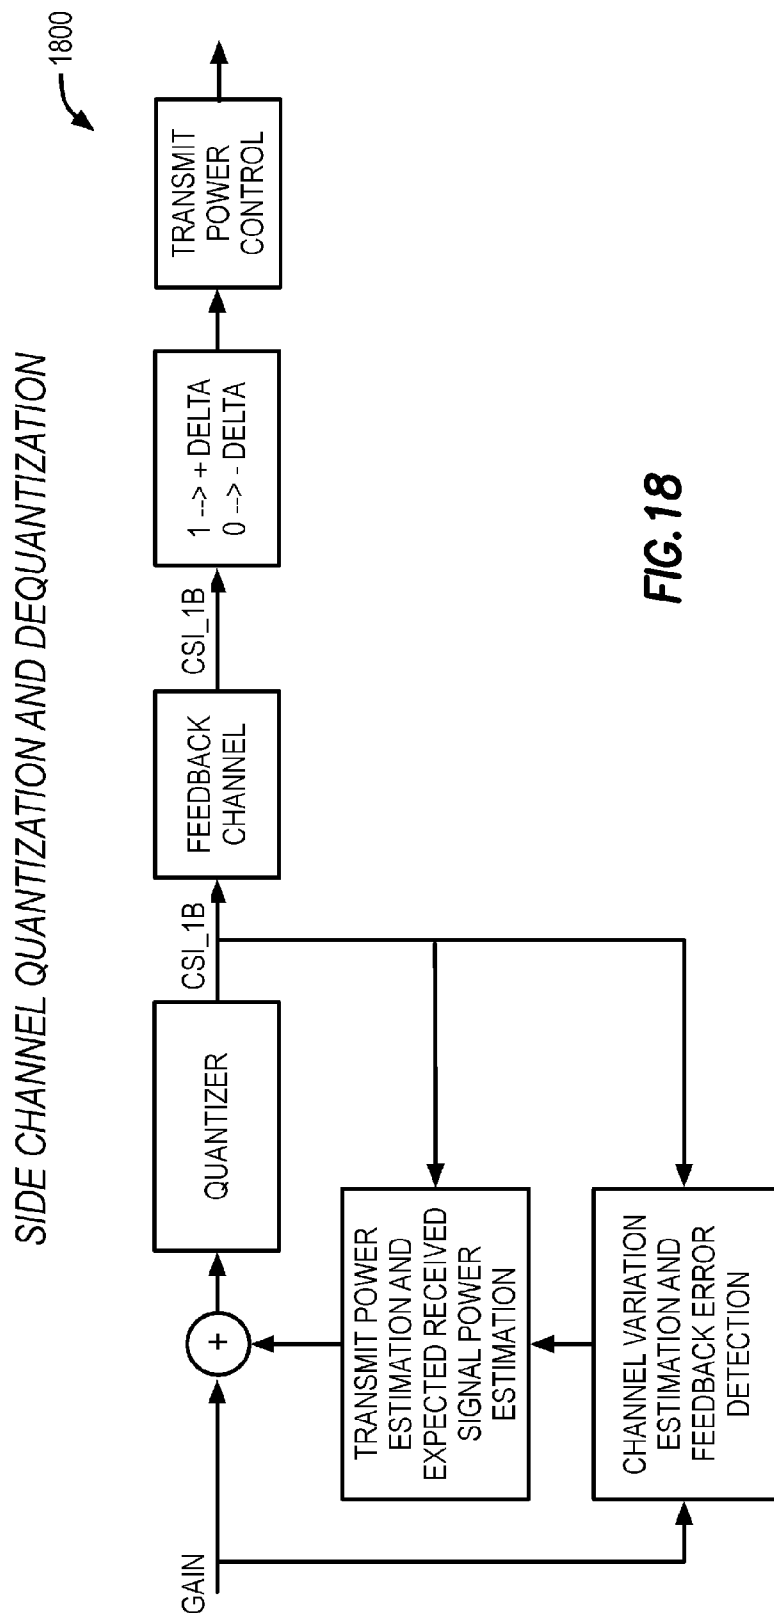 SIDE CHANNEL QUANTIZATION AND DEQUANTIZATION
1800
GAIN
+
QUANTIZER
CSI_1B
FEEDBACK
CHANNEL
CSI_1B
1 --> + DELTA
0 --> - DELTA
TRANSMIT
POWER
CONTROL
TRANSMIT POWER
ESTIMATION AND
EXPECTED RECEIVED
SIGNAL POWER
ESTIMATION
CHANNEL VARIATION
ESTIMATION AND
FEEDBACK ERROR
DETECTION
FIG.18